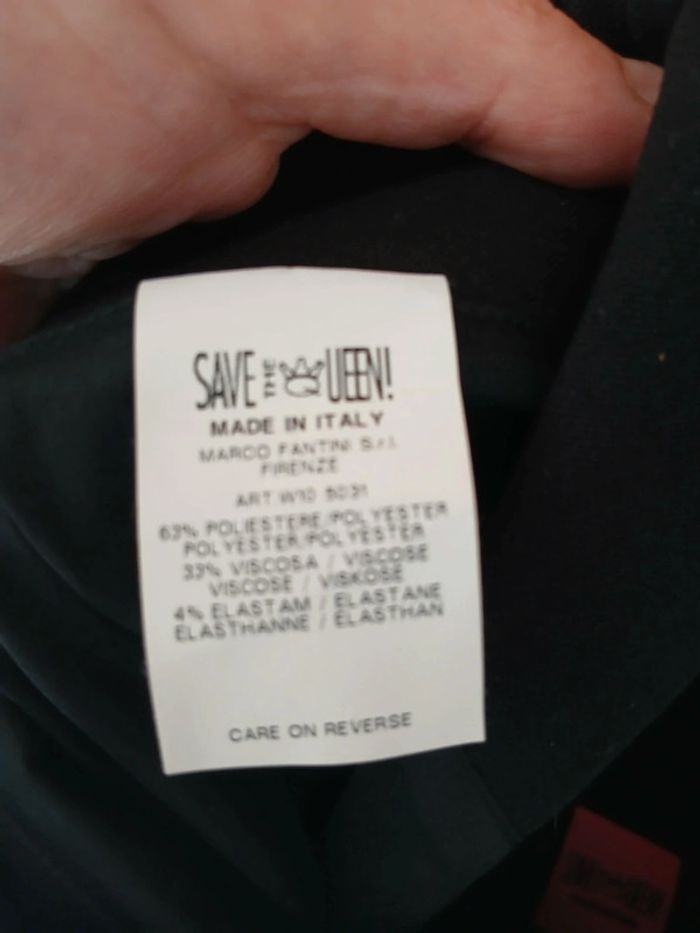 SAVE THE QUEEN!
MADE IN ITALY
MARCO FANTINI S.r.l.
FIRENZE
ART W10 5031
63% POLIESTERE/POLYESTER
POLYESTER/POLYESTER
33% VISCOSA / VISCOSE
VISCOSE / VISKOSE
4% ELASTAM / ELASTANE
ELASTHANNE / ELASTHAN
CARE ON REVERSE